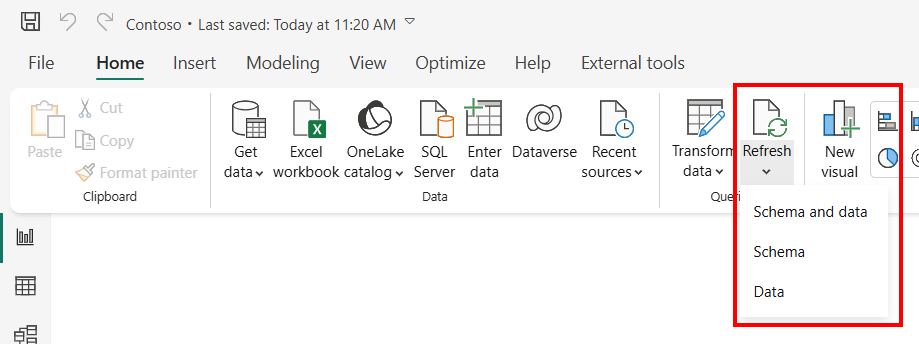 Contoso • Last saved: Today at 11:20 AM
File Home Insert Modeling View Optimize Help External tools
Paste
Cut
Copy
Format painter
Clipboard
Get
data
Excel
workbook
OneLake
catalog
SQL
Server
Enter
data
Dataverse
Recent
sources
Data
Transform
data
Refresh
Queri
New
visual
Schema and data
Schema
Data